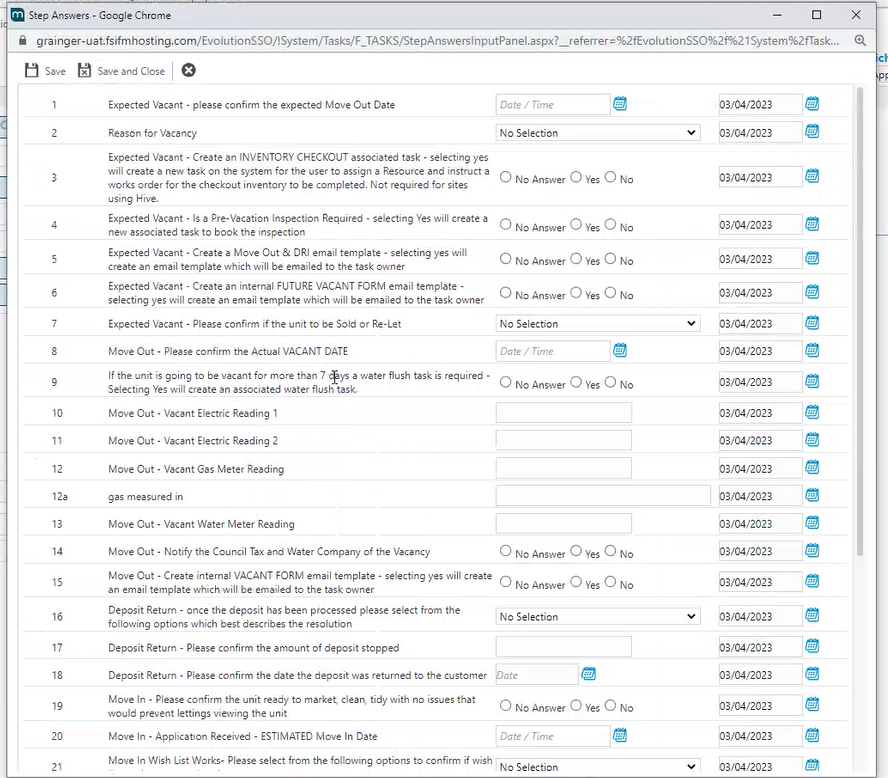 Step Answers - Google Chrome
grainger-uat.fsifmhosting.com/EvolutionSSO/!System/Tasks/F_TASKS/StepAnswersInputPanel.aspx?__referrer=%2fEvolutionSSO%2f%21System%2fTask...
Save Save and Close
1 Expected Vacant - please confirm the expected Move Out Date Date / Time 03/04/2023
2 Reason for Vacancy No Selection 03/04/2023
3 Expected Vacant - Create an INVENTORY CHECKOUT associated task - selecting yes
will create a new task on the system for the user to assign a Resource and instruct a
works order for the checkout inventory to be completed. Not required for sites
using Hive.
No Answer Yes No 03/04/2023
4 Expected Vacant - Is a Pre-Vacation Inspection Required - selecting Yes will create a
new associated task to book the inspection
No Answer Yes No 03/04/2023
5 Expected Vacant - Create a Move Out & DRI email template - selecting yes will
create an email template which will be emailed to the task owner
No Answer Yes No 03/04/2023
6 Expected Vacant - Create an internal FUTURE VACANT FORM email template -
selecting yes will create an email template which will be emailed to the task owner
No Answer Yes No 03/04/2023
7 Expected Vacant - Please confirm if the unit to be Sold or Re-Let No Selection 03/04/2023
8 Move Out - Please confirm the Actual VACANT DATE Date / Time 03/04/2023
9 If the unit is going to be vacant for more than 7 days a water flush task is required -
Selecting Yes will create an associated water flush task.
No Answer Yes No 03/04/2023
10 Move Out - Vacant Electric Reading 1 03/04/2023
11 Move Out - Vacant Electric Reading 2 03/04/2023
12 Move Out - Vacant Gas Meter Reading 03/04/2023
12a gas measured in 03/04/2023
13 Move Out - Vacant Water Meter Reading 03/04/2023
14 Move Out - Notify the Council Tax and Water Company of the Vacancy No Answer Yes No 03/04/2023
15 Move Out - Create internal VACANT FORM email template - selecting yes will create
an email template which will be emailed to the task owner
No Answer Yes No 03/04/2023
16 Deposit Return - once the deposit has been processed please select from the
following options which best describes the resolution
No Selection 03/04/2023
17 Deposit Return - Please confirm the amount of deposit stopped 03/04/2023
18 Deposit Return - Please confirm the date the deposit was returned to the customer Date 03/04/2023
19 Move In - Please confirm the unit ready to market, clean, tidy with no issues that
would prevent lettings viewing the unit
No Answer Yes No 03/04/2023
20 Move In - Application Received - ESTIMATED Move In Date Date / Time 03/04/2023
21 Move In Wish List Works- Please select from the following options to confirm if wish
No Selection 03/04/2023